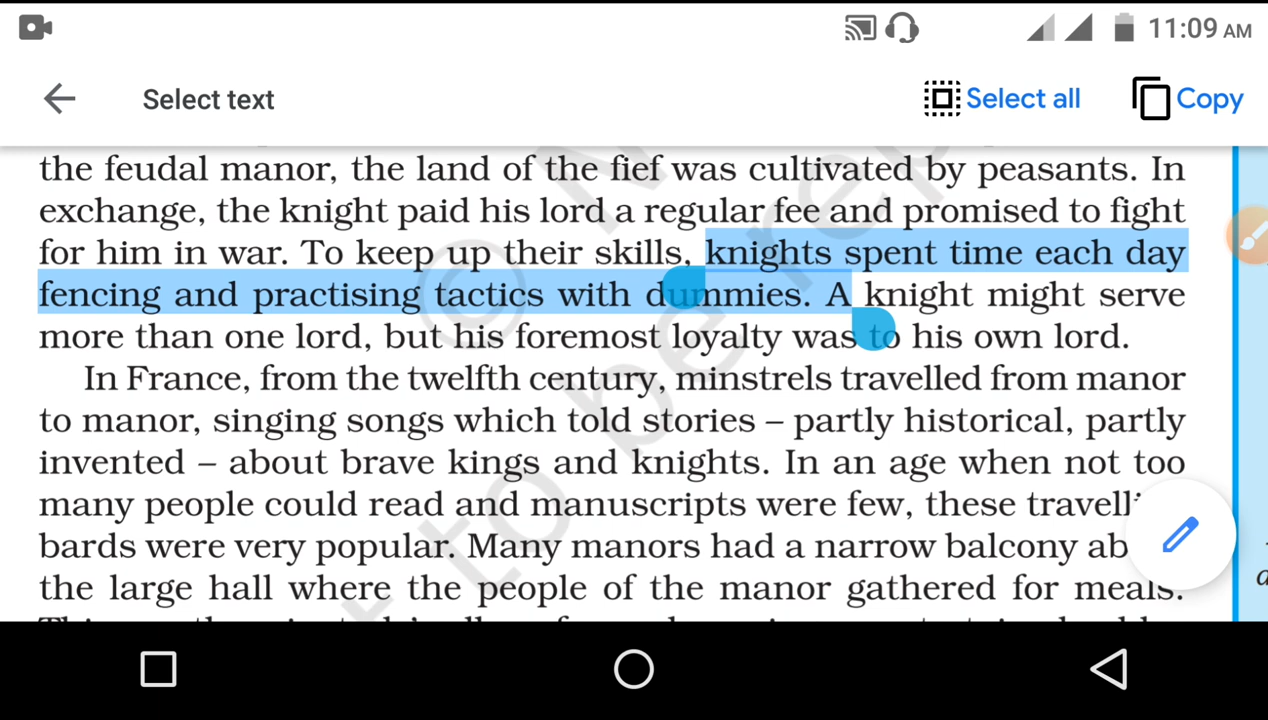 11:09 AM
Select text
Select all
Copy
the feudal manor, the land of the fief was cultivated by peasants. In
exchange, the knight paid his lord a regular fee and promised to fight
for him in war. To keep up their skills, knights spent time each day
fencing and practising tactics with dummies. A knight might serve
more than one lord, but his foremost loyalty was to his own lord.
In France, from the twelfth century, minstrels travelled from manor
to manor, singing songs which told stories – partly historical, partly
invented – about brave kings and knights. In an age when not too
many people could read and manuscripts were few, these
bards were very popular. Many manors had a narrow balcony
the large hall where the people of the manor gathered for meals.